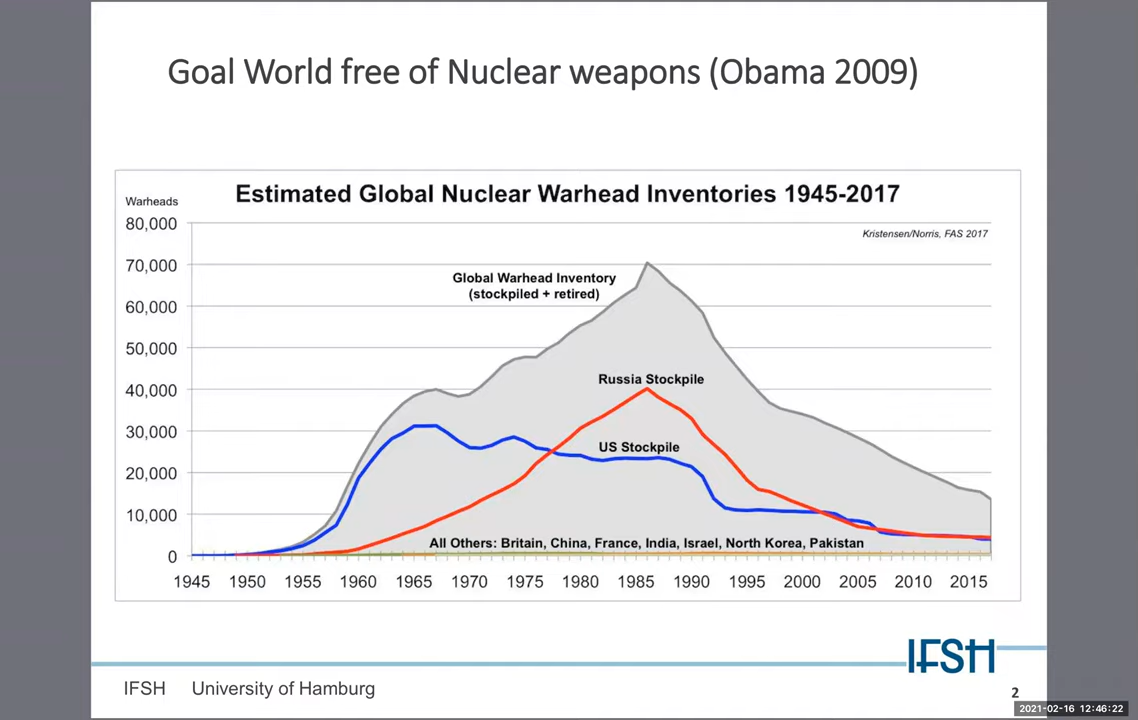 Goal World free of Nuclear weapons (Obama 2009)
Estimated Global Nuclear Warhead Inventories 1945-2017
Warheads
80,000
Kristensen/Norris, FAS 2017
70,000
Global Warhead Inventory
(stockpiled + retired)
60,000
50,000
40,000
Russia Stockpile
30,000
US Stockpile
20,000
10,000
All Others: Britain, China, France, India, Israel, North Korea, Pakistan
0
1945 1950 1955 1960 1965 1970 1975 1980 1985 1990 1995 2000 2005 2010 2015
IFSH
IFSH University of Hamburg
2
2021-02-16 12:46:22